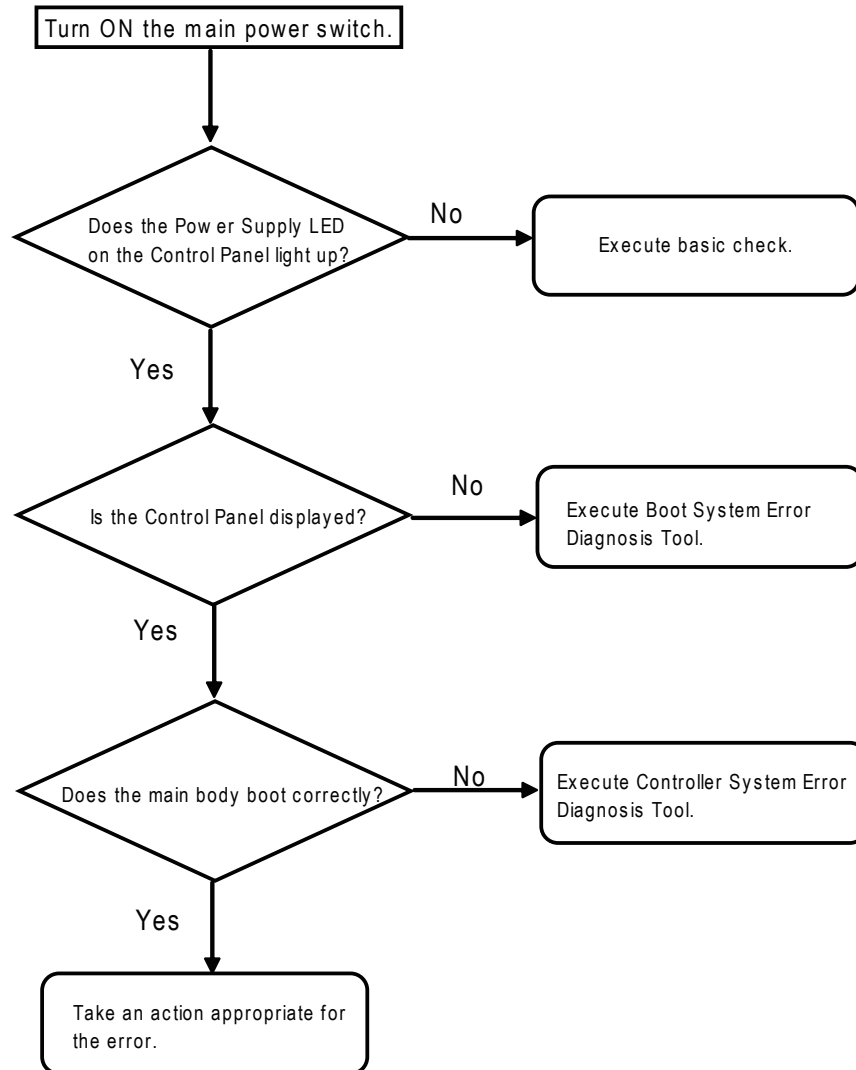 Turn ON the main power switch.
Does the Power Supply LED
on the Control Panel light up?
No
Execute basic check.
Yes
Is the Control Panel displayed?
No
Execute Boot System Error
Diagnosis Tool.
Yes
Does the main body boot correctly?
No
Execute Controller System Error
Diagnosis Tool.
Yes
Take an action appropriate for
the error.